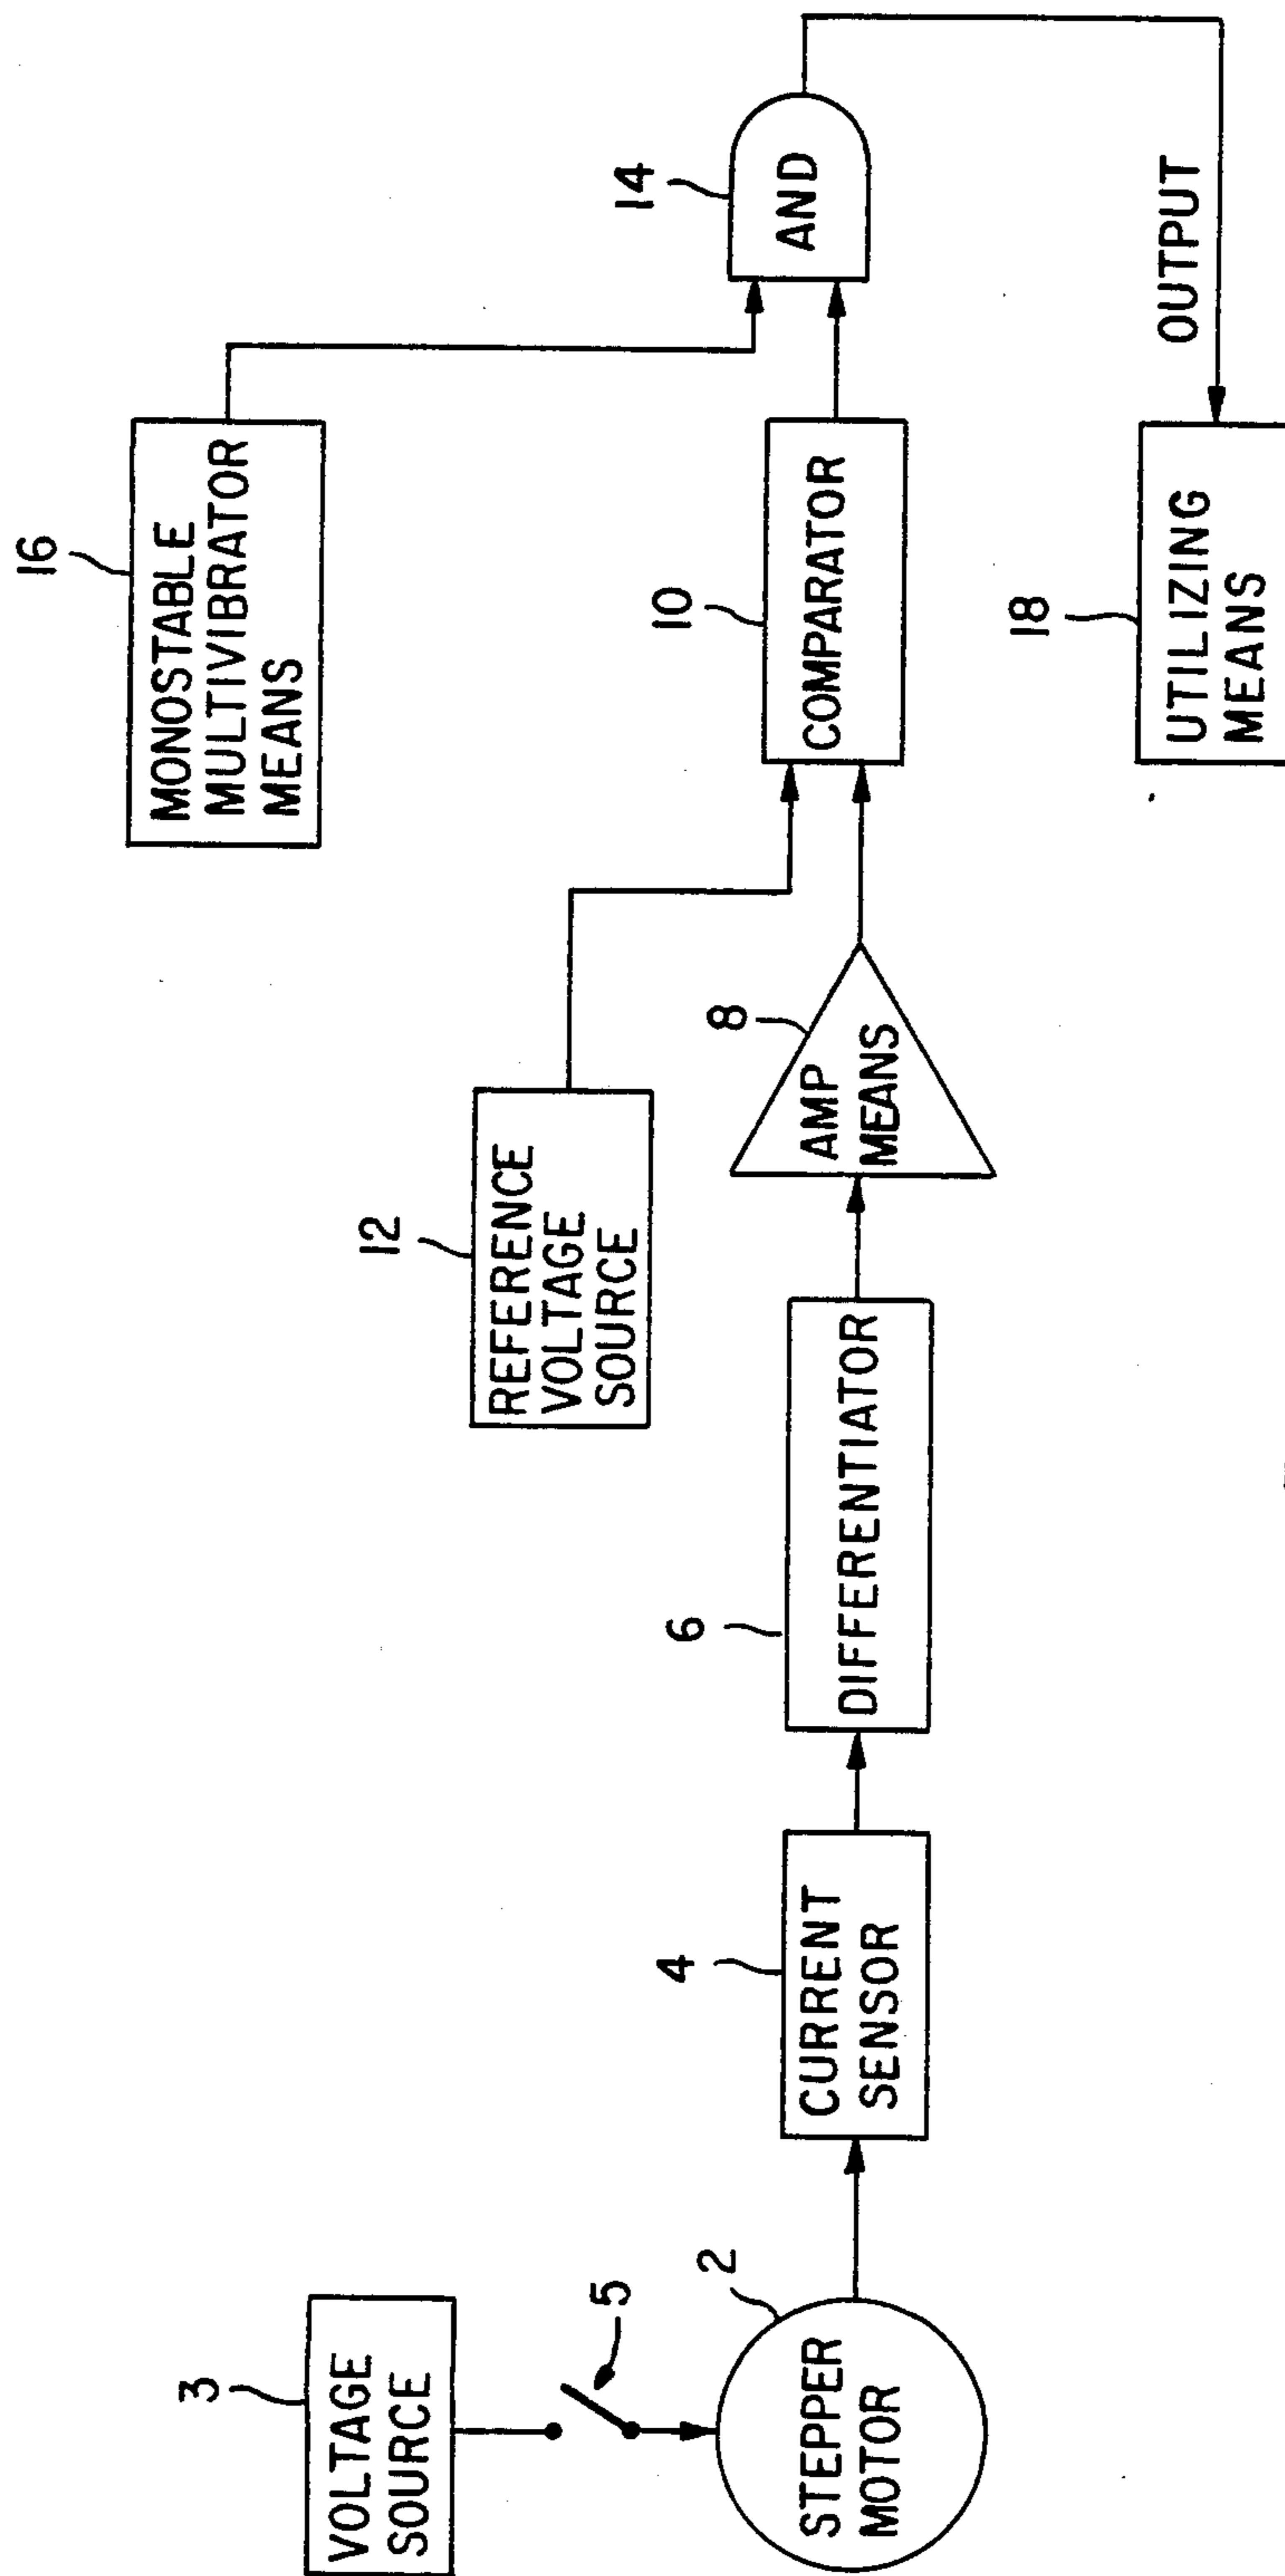 3
VOLTAGE
SOURCE
5
2
STEPPER
MOTOR
4
CURRENT
SENSOR
6
DIFFERENTIATOR
8
AMP
MEANS
12
REFERENCE
VOLTAGE
SOURCE
10
COMPARATOR
16
MONOSTABLE
MULTIVIBRATOR
MEANS
14
AND
OUTPUT
18
UTILIZING
MEANS